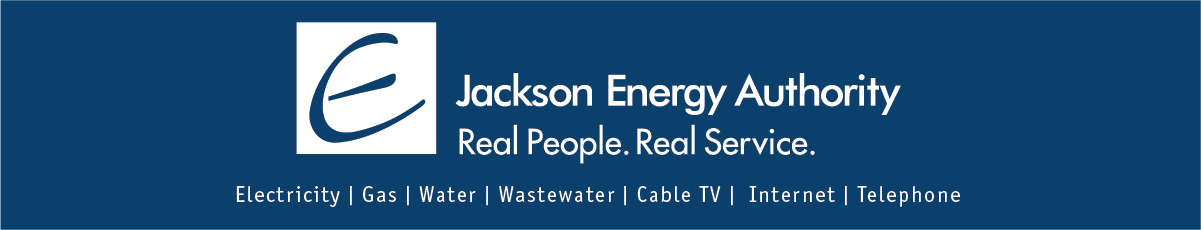 Jackson Energy Authority
Real People. Real Service.
Electricity | Gas | Water | Wastewater | Cable TV | Internet | Telephone